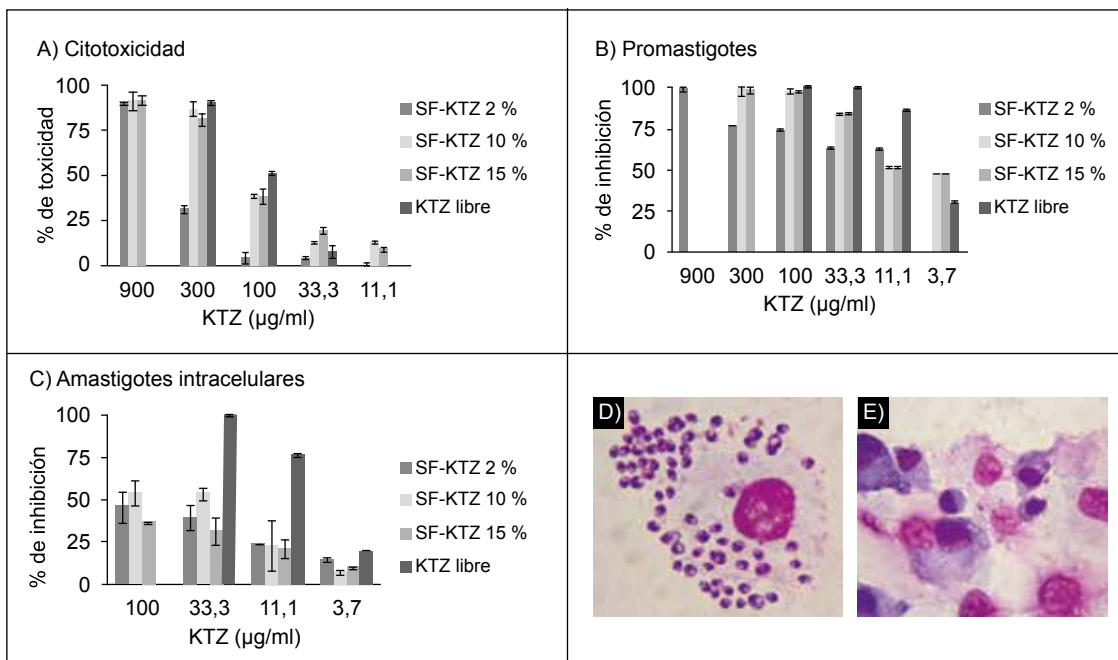 A) Citotoxicidad
% de toxicidad
100
75
50
25
0
900 300 100 33,3 11,1
KTZ (µg/ml)
SF-KTZ 2 %
SF-KTZ 10 %
SF-KTZ 15 %
KTZ libre
B) Promastigotes
% de inhibición
100
75
50
25
0
900 300 100 33,3 11,1 3,7
KTZ (µg/ml)
SF-KTZ 2 %
SF-KTZ 10 %
SF-KTZ 15 %
KTZ libre
C) Amastigotes intracelulares
% de inhibición
100
75
50
25
0
100 33,3 11,1 3,7
KTZ (µg/ml)
SF-KTZ 2 %
SF-KTZ 10 %
SF-KTZ 15 %
KTZ libre
D)
E)